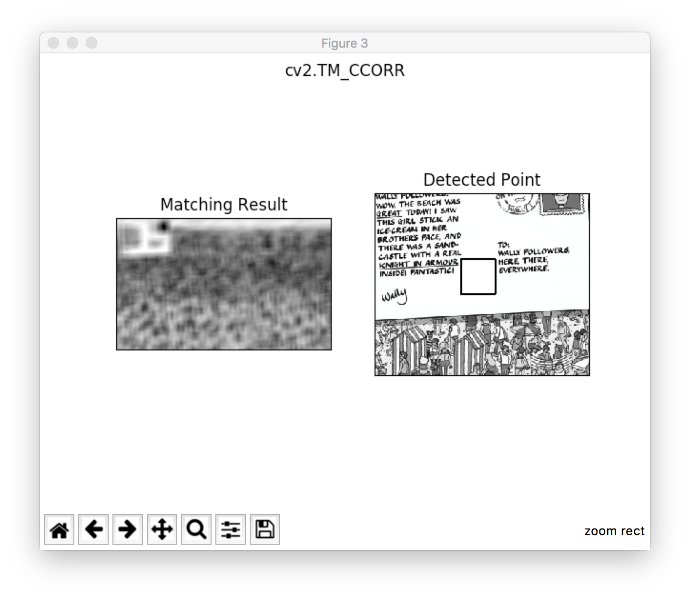 Figure 3
cv2.TM_CCORR
Matching Result
Detected Point
WALLY FOLLOWERS,
WOW, THE BEACH WAS
GREAT TODAY! I SAW
THIS GIRL STICK AN
ICE-CREAM IN HER
BROTHER'S FACE, AND
THERE WAS A SAND-
CASTLE WITH A REAL
KNIGHT IN ARMOUR
INSIDE! FANTASTIC!
Wally
TO:
WALLY FOLLOWERS,
HERE, THERE,
EVERYWHERE.
zoom rect